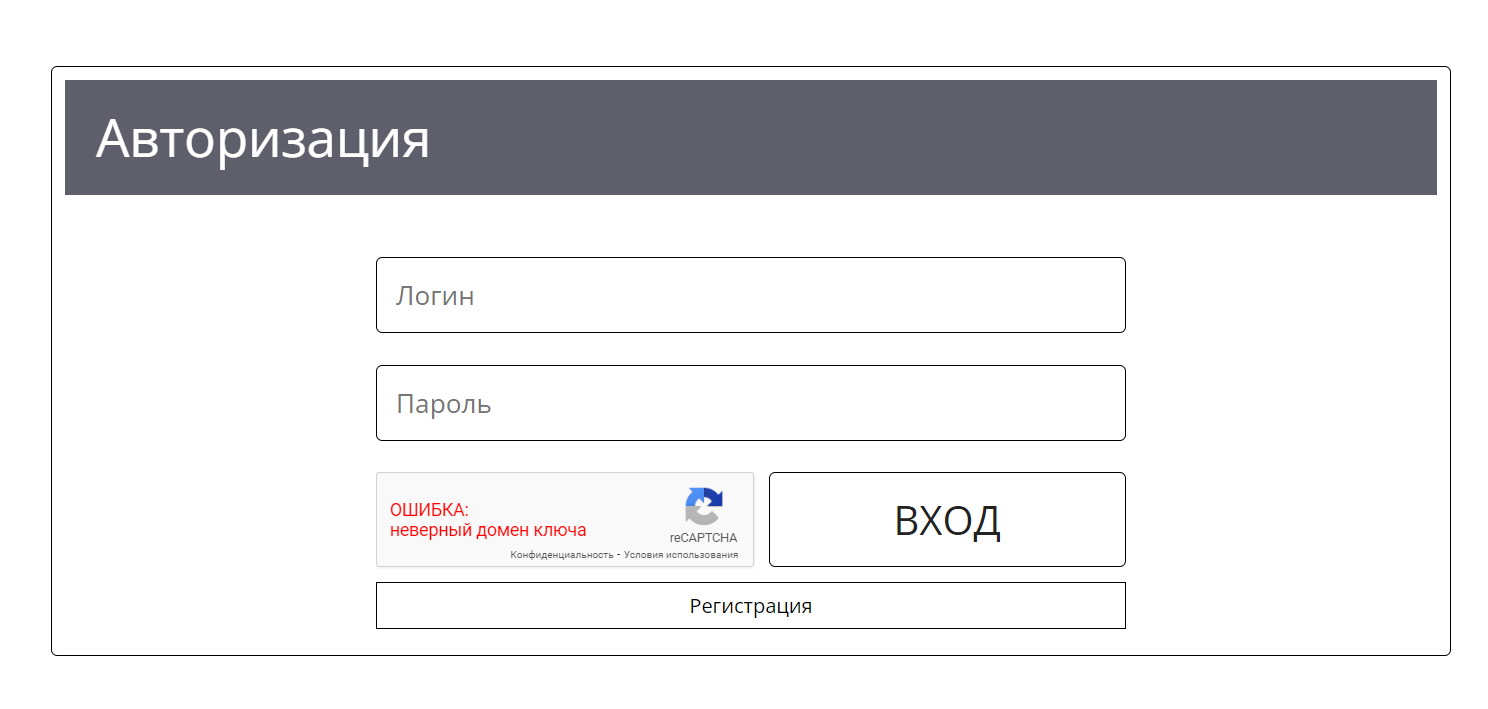 Авторизация
Логин
Пароль
ОШИБКА:
неверный домен ключа
reCAPTCHA
Конфиденциальность - Условия использования
ВХОД
Регистрация